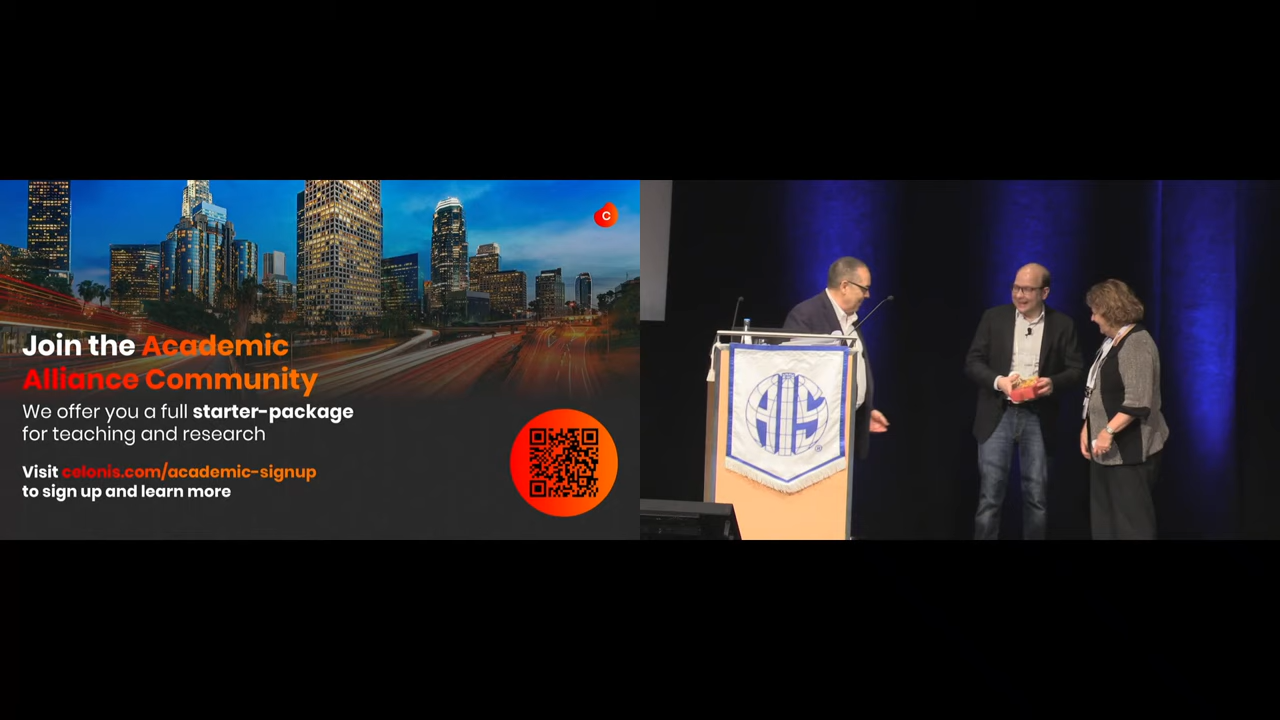 C
Join the Academic
Alliance Community
We offer you a full starter-package
for teaching and research
Visit celonis.com/academic-signup
to sign up and learn more
AIS
®